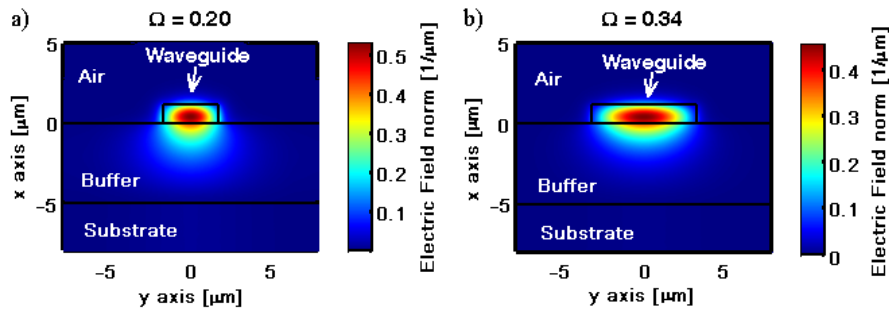 a)
Ω = 0.20
5
0
-5
x axis [μm]
Air
Waveguide
Buffer
Substrate
-5
0
5
y axis [μm]
0.5
0.4
0.3
0.2
0.1
Electric Field norm [1/μm]
b)
Ω = 0.34
5
0
-5
x axis [μm]
Air
Waveguide
Buffer
Substrate
-5
0
5
y axis [μm]
0.4
0.3
0.2
0.1
0
Electric Field norm [1/μm]